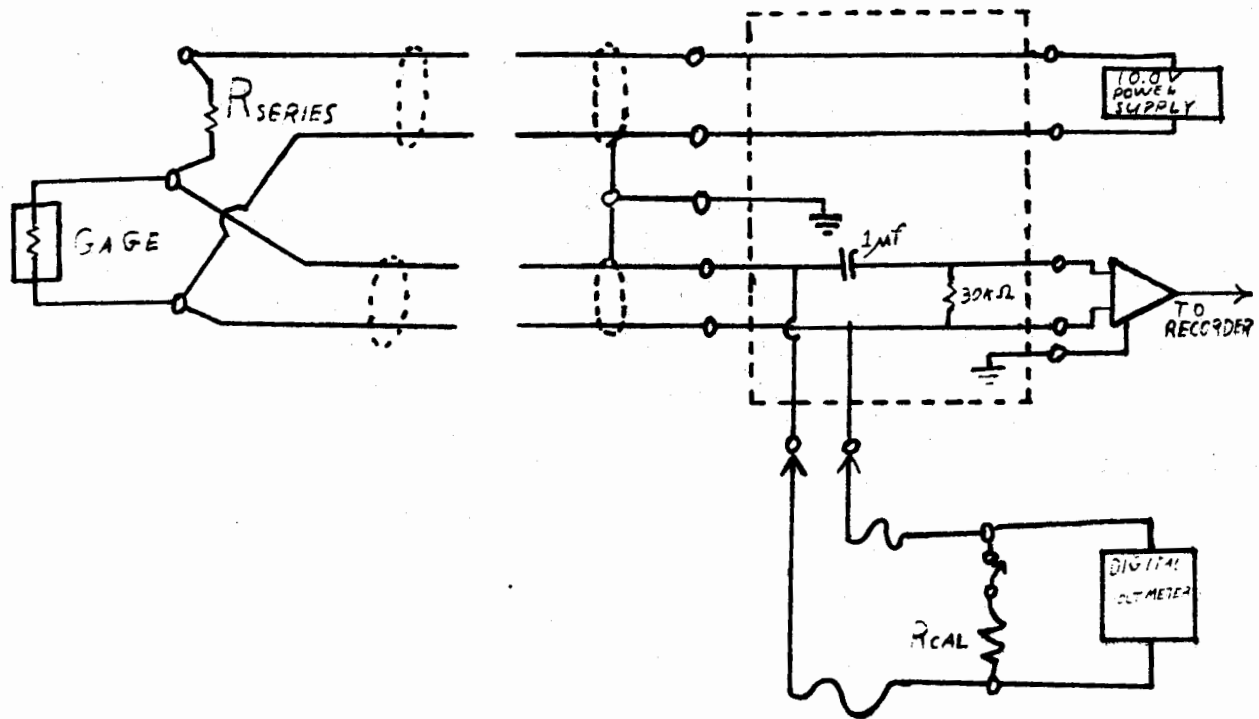 RSERIES
10.0V
POWER
SUPPLY
GAGE
1μf
30KΩ
TO
RECORDER
RCAL
DIGITAL
VOLTMETER